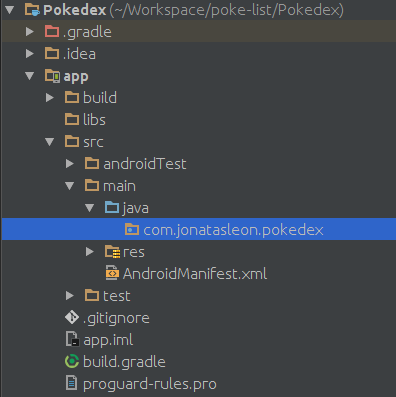 Pokedex (~/Workspace/poke-list/Pokedex)
.gradle
.idea
app
build
libs
src
androidTest
main
java
com.jonatasleon.pokedex
res
AndroidManifest.xml
test
.gitignore
app.iml
build.gradle
proguard-rules.pro